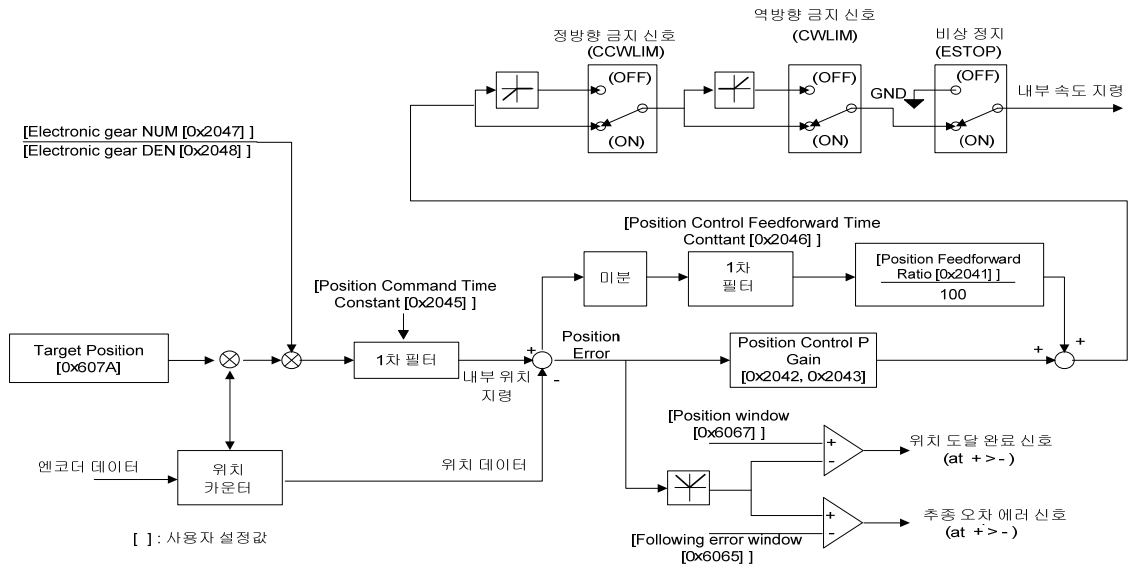 정방향 금지 신호
(CCWLIM)
역방향 금지 신호
(CWLIM)
비상 정지
(ESTOP)
(OFF)
(ON)
(OFF)
(ON)
GND
(OFF)
(ON)
내부 속도 지령
[Electronic gear NUM [0x2047] ]
[Electronic gear DEN [0x2048] ]
[Position Control Feedforward Time
Conttant [0x2046] ]
미분
1차
필터
[Position Feedforward
Ratio [0x2041] ]
100
[Position Command Time
Constant [0x2045] ]
Target Position
[0x607A]
1차 필터
내부 위치
지령
+
-
Position
Error
Position Control P
Gain
[0x2042, 0x2043]
+
+
엔코더 데이터
위치
카운터
위치 데이터
[Position window
[0x6067] ]
+
-
위치 도달 완료 신호
(at + > -)
[Following error window
[0x6065] ]
+
-
추종 오차 에러 신호
(at + > -)
[ ] : 사용자 설정값